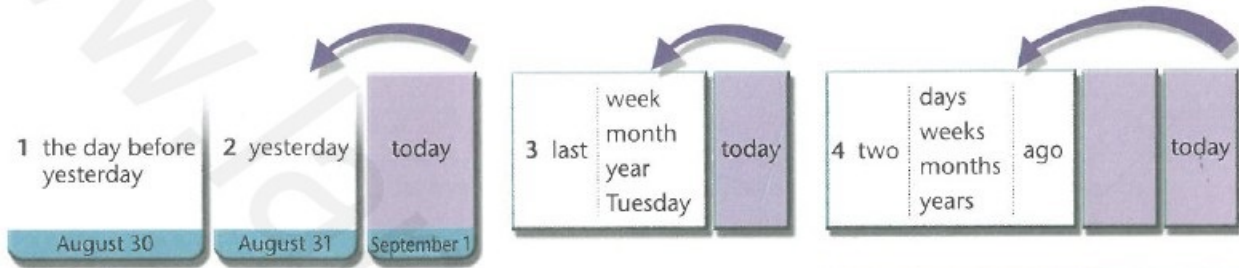 1 the day before
yesterday
August 30
2 yesterday
August 31
today
September 1
3 last
week
month
year
Tuesday
today
4 two
days
weeks
months
years
ago
today